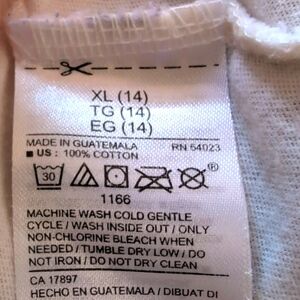 XL (14)
TG (14)
EG (14)
MADE IN GUATEMALA RN 54023
■ US : 100% COTTON
30
1166
MACHINE WASH COLD GENTLE
CYCLE / WASH INSIDE OUT / ONLY
NON-CHLORINE BLEACH WHEN
NEEDED / TUMBLE DRY LOW / DO
NOT IRON / DO NOT DRY CLEAN
CA 17897
HECHO EN GUATEMALA / DIBUAT DI